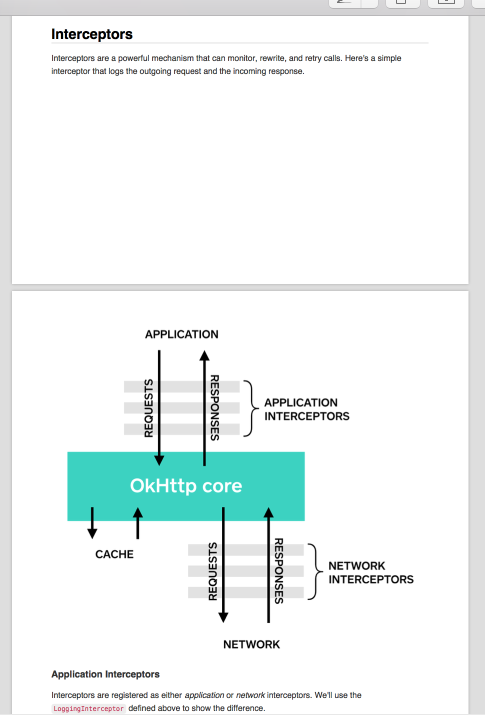 Interceptors
Interceptors are a powerful mechanism that can monitor, rewrite, and retry calls. Here's a simple
interceptor that logs the outgoing request and the incoming response.
APPLICATION
REQUESTS
RESPONSES
APPLICATION
INTERCEPTORS
OkHttp core
CACHE
REQUESTS
RESPONSES
NETWORK
INTERCEPTORS
NETWORK
Application Interceptors
Interceptors are registered as either application or network interceptors. We'll use the
LoggingInterceptor defined above to show the difference.